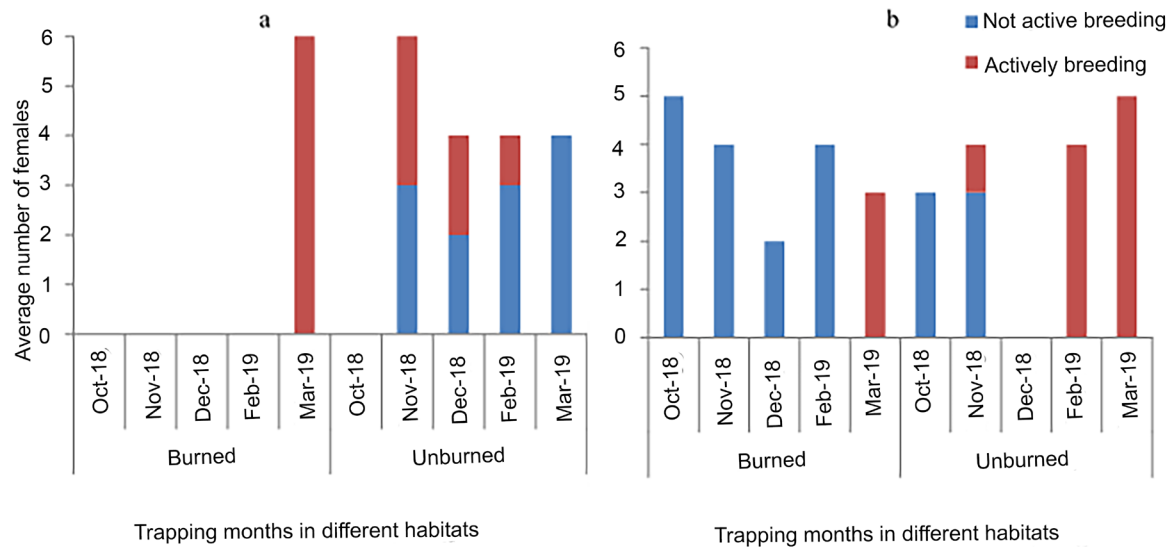 a
Average number of females
6
5
4
3
2
1
0
Oct-18,
Nov-18
Dec-18
Feb-19
Mar-19
Oct-18
Nov-18
Dec-18
Feb-19
Mar-19
Burned
Unburned
Trapping months in different habitats
b
Not active breeding
Actively breeding
6
5
4
3
2
1
0
Oct-18
Nov-18
Dec-18
Feb-19
Mar-19
Oct-18
Nov-18
Dec-18
Feb-19
Mar-19
Burned
Unburned
Trapping months in different habitats